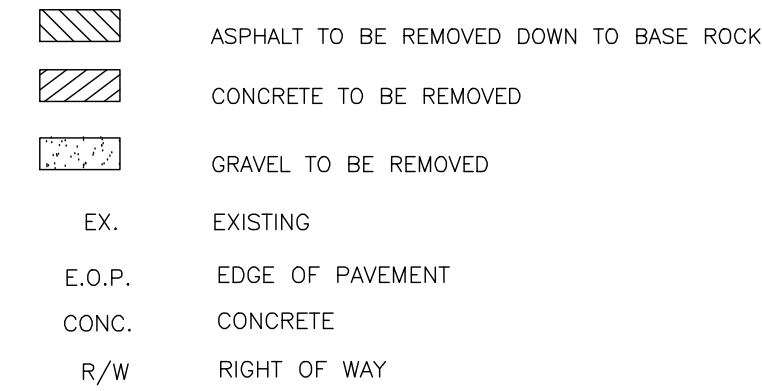 ASPHALT TO BE REMOVED DOWN TO BASE ROCK
CONCRETE TO BE REMOVED
GRAVEL TO BE REMOVED
EX. EXISTING
E.O.P. EDGE OF PAVEMENT
CONC. CONCRETE
R/W RIGHT OF WAY